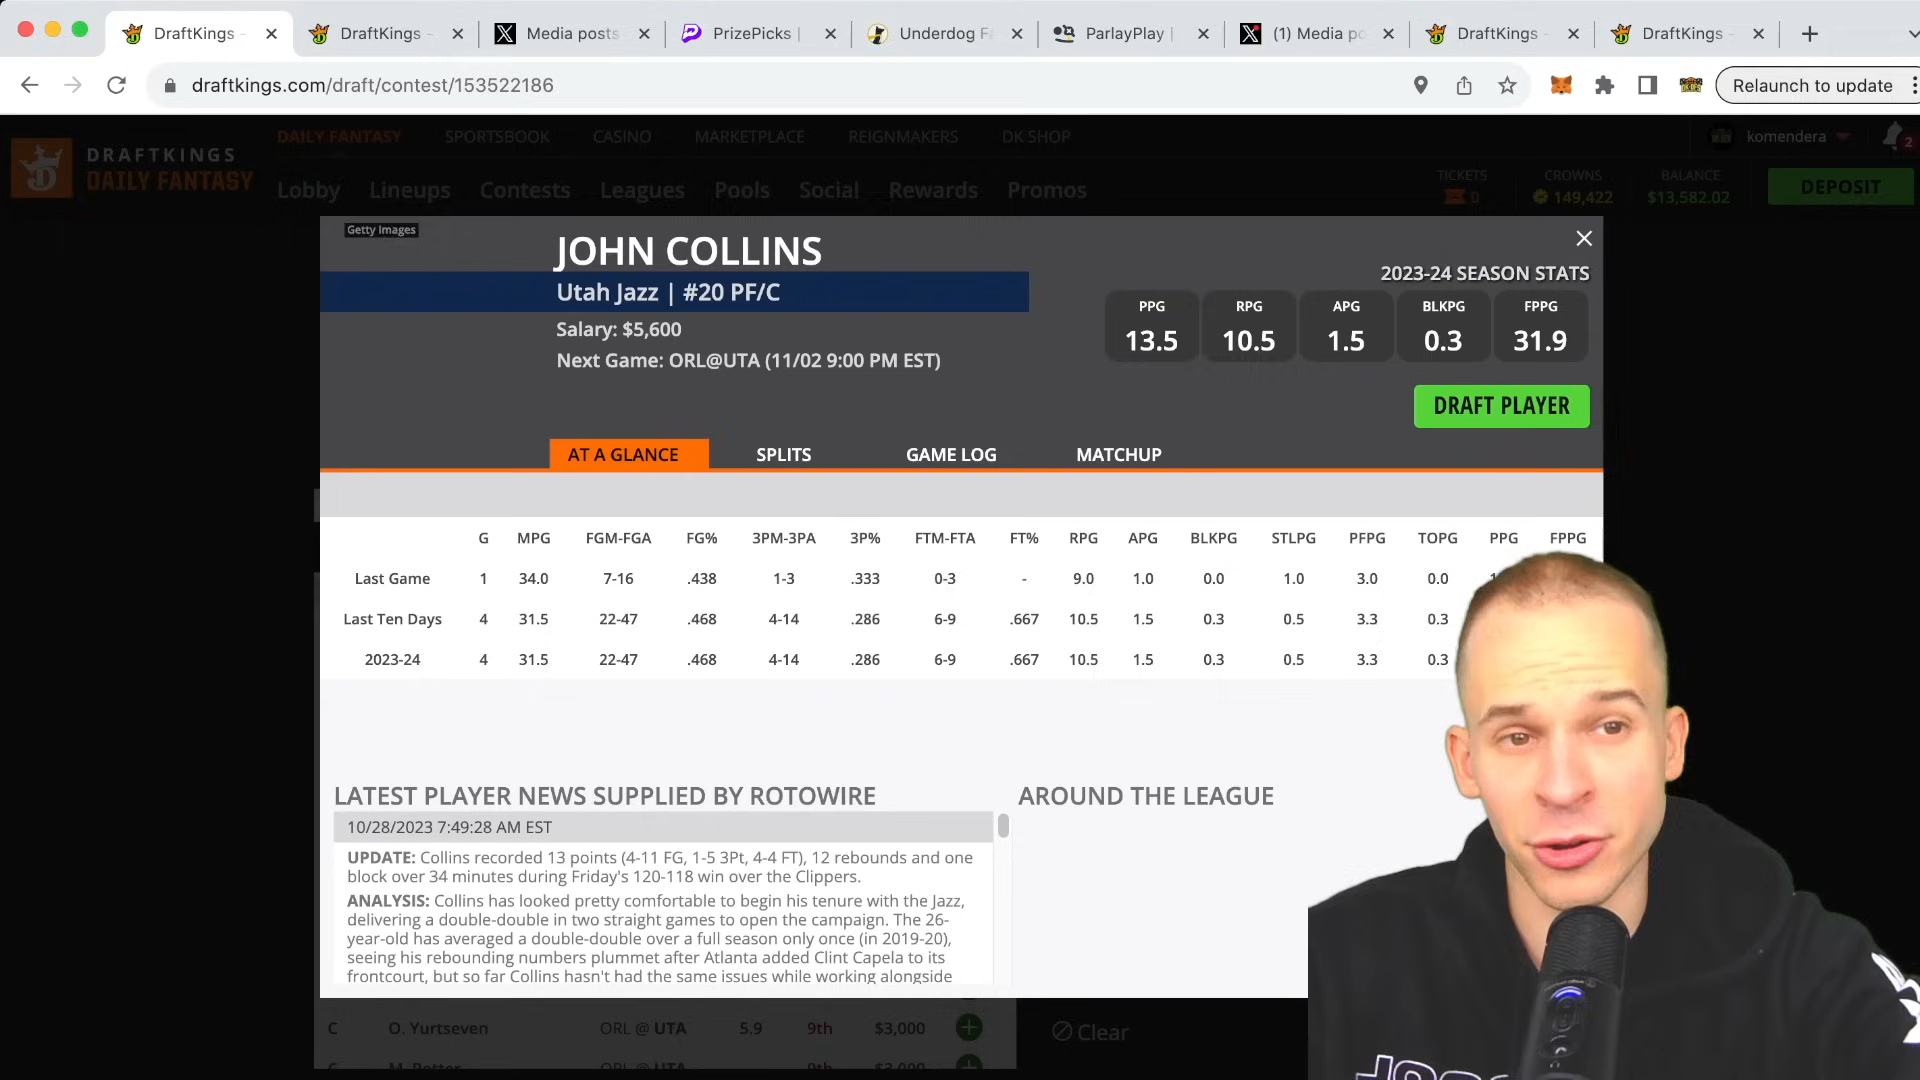 DraftKings -
DraftKings -
Media posts
PrizePicks |
Underdog Fa
ParlayPlay |
(1) Media po
DraftKings -
DraftKings -
draftkings.com/draft/contest/153522186
Relaunch to update
DRAFTKINGS
DAILY FANTASY
DAILY FANTASY
SPORTSBOOK
CASINO
MARKETPLACE
REIGNMAKERS
DK SHOP
komendera
2
Lobby
Lineups
Contests
Leagues
Pools
Social
Rewards
Promos
TICKETS
0
CROWNS
149,422
BALANCE
$13,582.02
DEPOSIT
Getty Images
JOHN COLLINS
Utah Jazz | #20 PF/C
Salary: $5,600
Next Game: ORL@UTA (11/02 9:00 PM EST)
2023-24 SEASON STATS
PPG RPG APG BLKPG FPPG
13.5 10.5 1.5 0.3 31.9
DRAFT PLAYER
AT A GLANCE
SPLITS
GAME LOG
MATCHUP
G MPG FGM-FGA FG% 3PM-3PA 3P% FTM-FTA FT% RPG APG BLKPG STLPG PFPG TOPG PPG FPPG
Last Game 1 34.0 7-16 .438 1-3 .333 0-3 - 9.0 1.0 0.0 1.0 3.0 0.0
Last Ten Days 4 31.5 22-47 .468 4-14 .286 6-9 .667 10.5 1.5 0.3 0.5 3.3 0.3
2023-24 4 31.5 22-47 .468 4-14 .286 6-9 .667 10.5 1.5 0.3 0.5 3.3 0.3
LATEST PLAYER NEWS SUPPLIED BY ROTOWIRE
10/28/2023 7:49:28 AM EST
UPDATE: Collins recorded 13 points (4-11 FG, 1-5 3Pt, 4-4 FT), 12 rebounds and one
block over 34 minutes during Friday's 120-118 win over the Clippers.
ANALYSIS: Collins has looked pretty comfortable to begin his tenure with the Jazz,
delivering a double-double in two straight games to open the campaign. The 26-
year-old has averaged a double-double over a full season only once (in 2019-20),
seeing his rebounding numbers plummet after Atlanta added Clint Capela to its
frontcourt, but so far Collins hasn't had the same issues while working alongside
AROUND THE LEAGUE
C O. Yurtseven ORL @ UTA 5.9 9th $3,000
Clear